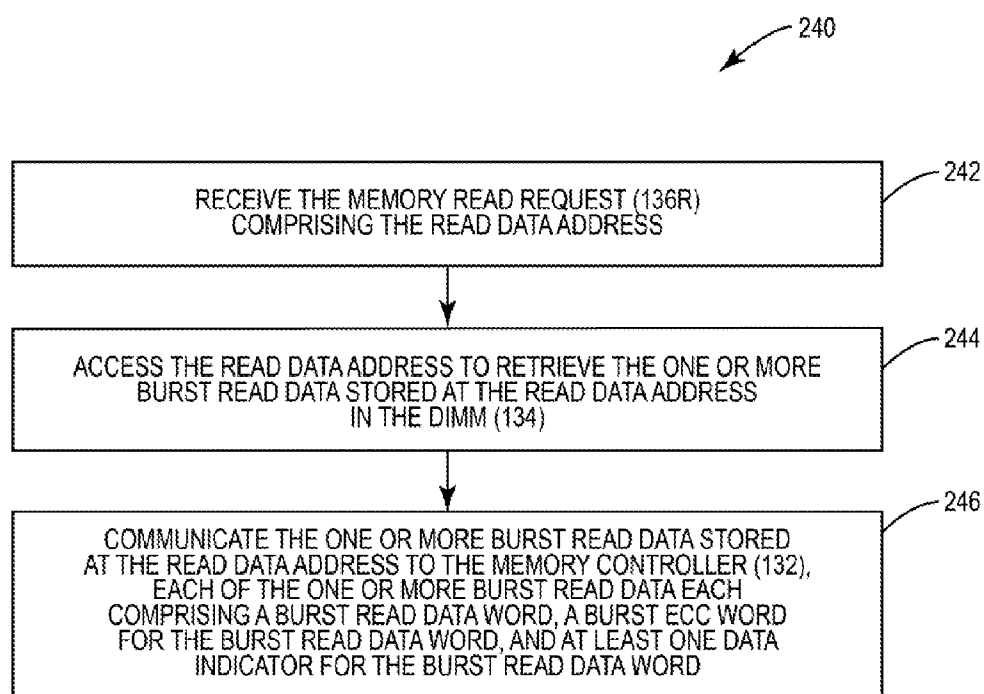 240
242
RECEIVE THE MEMORY READ REQUEST (136R)
COMPRISING THE READ DATA ADDRESS
244
ACCESS THE READ DATA ADDRESS TO RETRIEVE THE ONE OR MORE
BURST READ DATA STORED AT THE READ DATA ADDRESS
IN THE DIMM (134)
246
COMMUNICATE THE ONE OR MORE BURST READ DATA STORED
AT THE READ DATA ADDRESS TO THE MEMORY CONTROLLER (132),
EACH OF THE ONE OR MORE BURST READ DATA EACH
COMPRISING A BURST READ DATA WORD, A BURST ECC WORD
FOR THE BURST READ DATA WORD, AND AT LEAST ONE DATA
INDICATOR FOR THE BURST READ DATA WORD